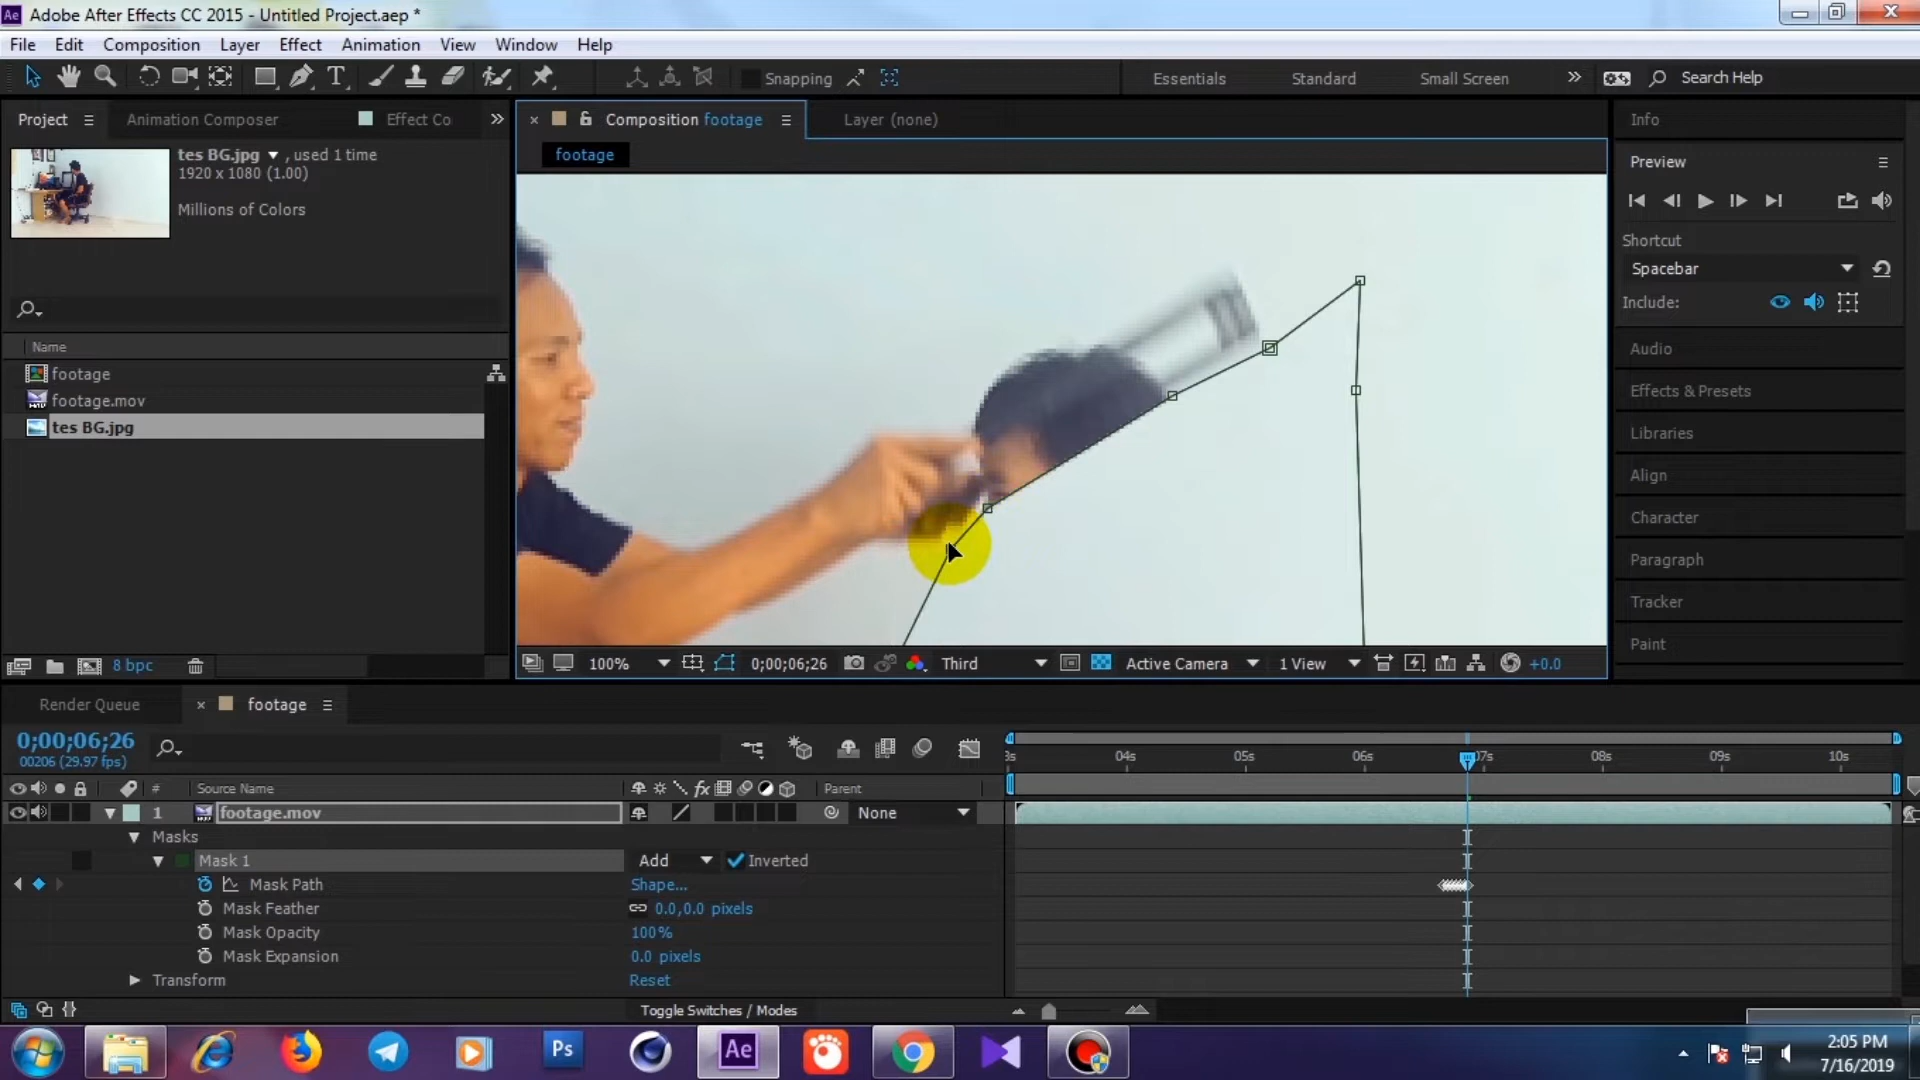 Ae Adobe After Effects CC 2015 - Untitled Project.aep *
File Edit Composition Layer Effect Animation View Window Help
Snapping Essentials Standard Small Screen Search Help
Project Animation Composer Effect Co
Composition footage Layer (none)
footage
tes BG.jpg , used 1 time
1920 x 1080 (1.00)
Millions of Colors
Name
footage
footage.mov
tes BG.jpg
8 bpc
100% 0;00;06;26 Third Active Camera 1 View +0.0
Info
Preview
Shortcut
Spacebar
Include:
Audio
Effects & Presets
Libraries
Align
Character
Paragraph
Tracker
Paint
Render Queue footage
0;00;06;26
00206 (29.97 fps)
04s 05s 06s 07s 08s 09s 10s
# Source Name Parent
1 footage.mov None
Masks
Mask 1 Add Inverted
Mask Path Shape...
Mask Feather 0.0,0.0 pixels
Mask Opacity 100%
Mask Expansion 0.0 pixels
Transform Reset
Toggle Switches / Modes
Ps Ae
2:05 PM
7/16/2019